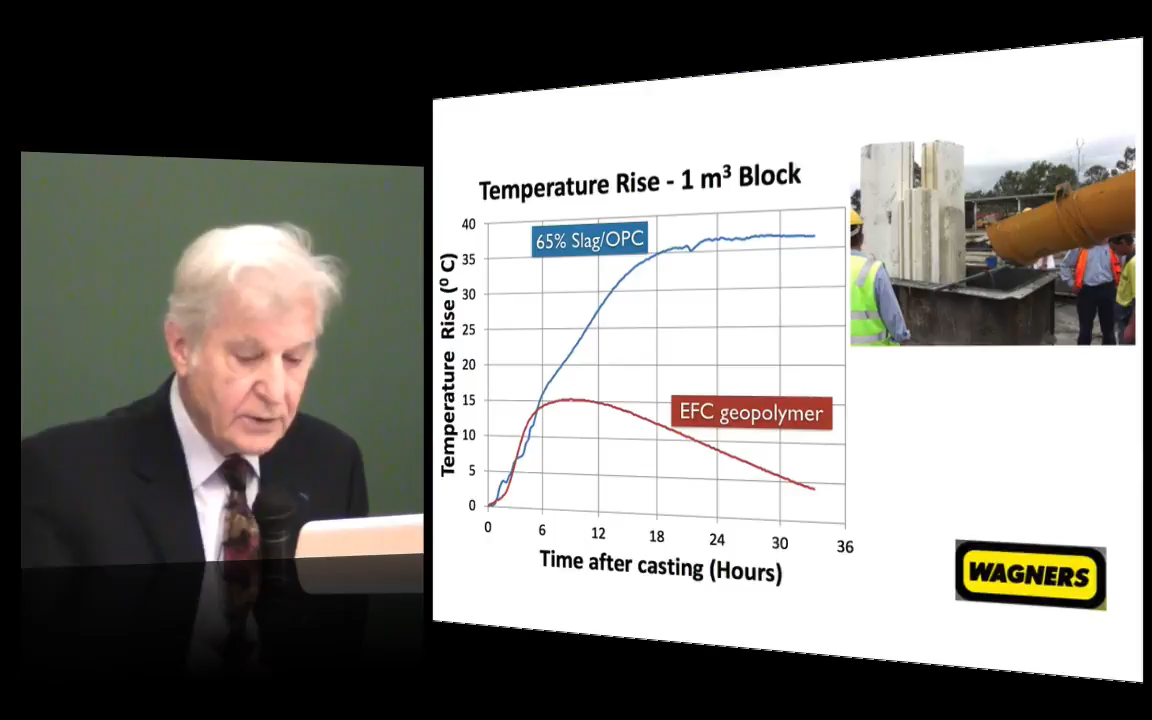 Temperature Rise - 1 m³ Block
65% Slag/OPC
EFC geopolymer
Temperature Rise (⁰ C)
40
35
30
25
20
15
10
5
0
0 6 12 18 24 30 36
Time after casting (Hours)
WAGNERS